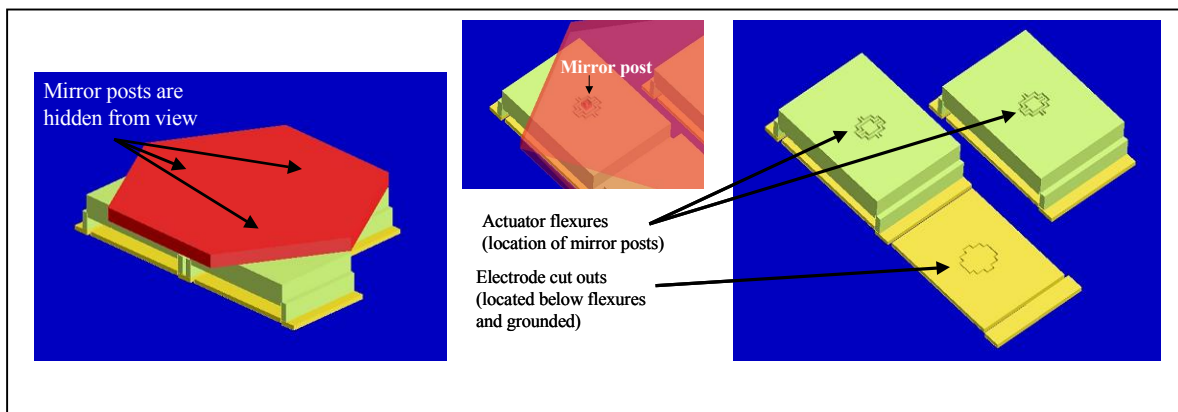 Mirror posts are
hidden from view
Mirror post
Actuator flexures
(location of mirror posts)
Electrode cut outs
(located below flexures
and grounded)